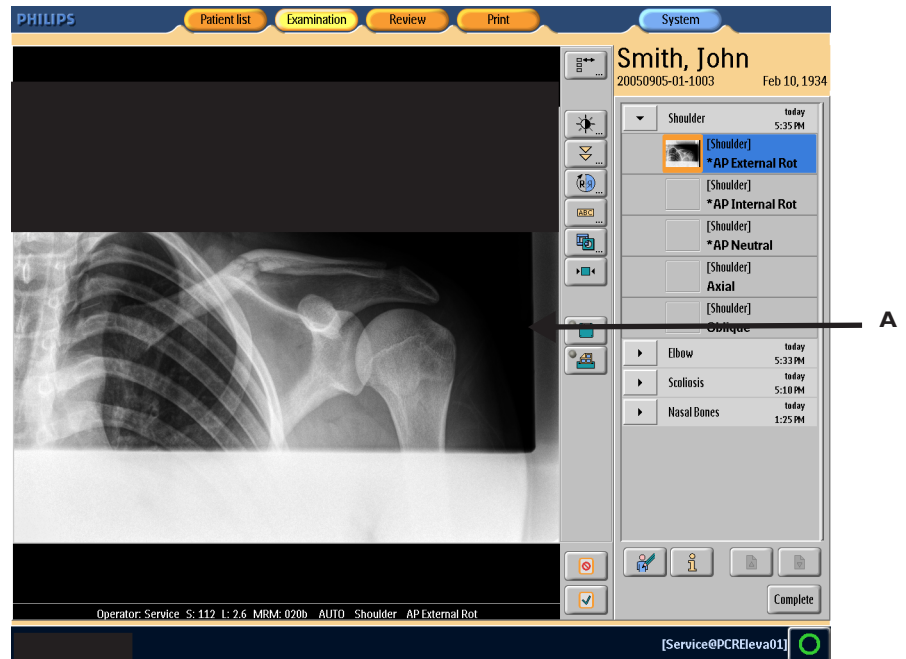 PHILIPS
Patient list
Examination
Review
Print
System
Smith, John
20050905-01-1003 Feb 10, 1934
Shoulder today
5:35 PM
[Shoulder]
*AP External Rot
[Shoulder]
*AP Internal Rot
[Shoulder]
*AP Neutral
[Shoulder]
Axial
[Shoulder]
Oblique
Elbow today
5:33 PM
Scoliosis today
5:10 PM
Nasal Bones today
1:25 PM
R R
ABC
A
Complete
Operator: Service S: 112 L: 2.6 MRM: 020b AUTO Shoulder AP External Rot
[Service@PCREleva01]